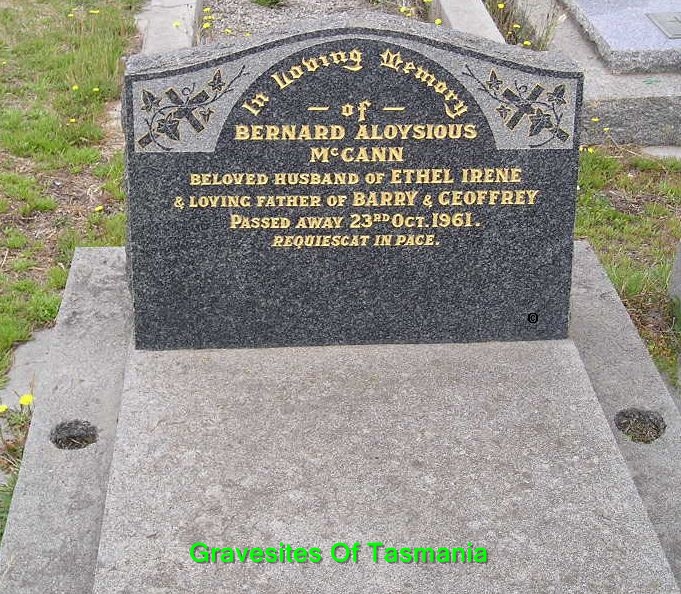 In Loving Memory
– of –
BERNARD ALOYSIOUS
McCANN
BELOVED HUSBAND OF ETHEL IRENE
& LOVING FATHER OF BARRY & GEOFFREY
PASSED AWAY 23RD OCT. 1961.
REQUIESCAT IN PACE.
Gravesites Of Tasmania